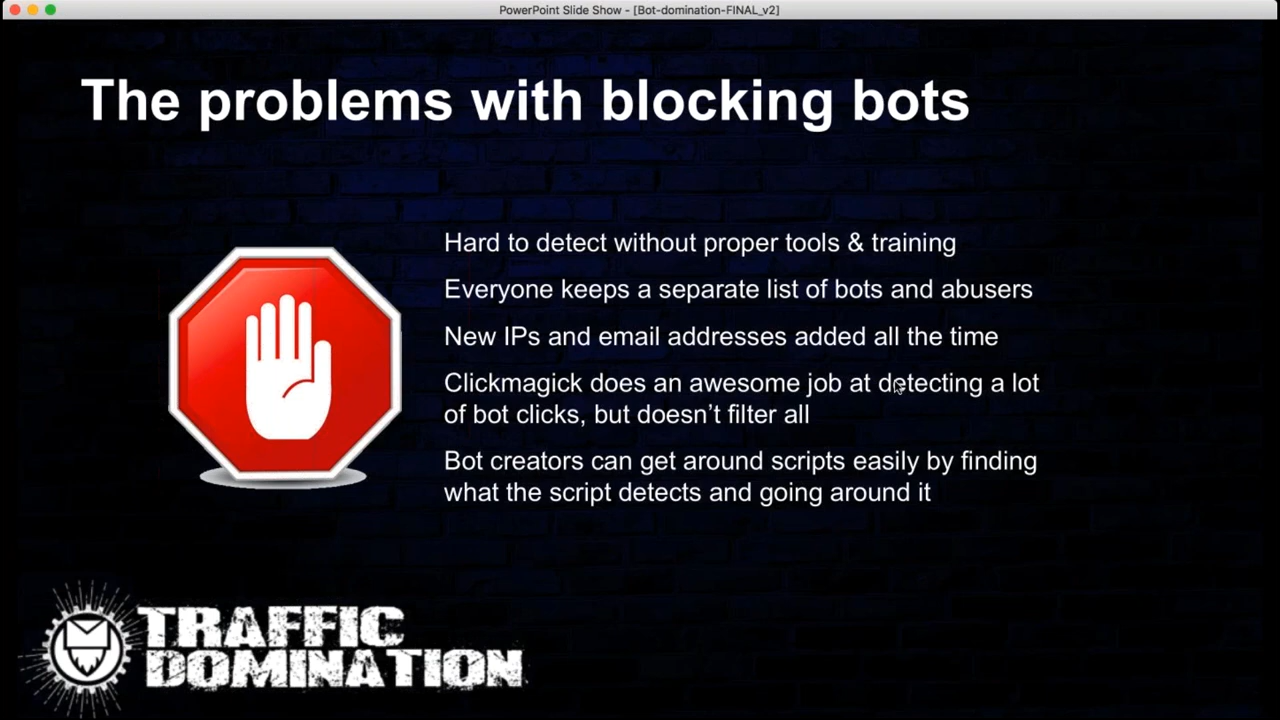 PowerPoint Slide Show - [Bot-domination-FINAL_v2]
The problems with blocking bots
Hard to detect without proper tools & training
Everyone keeps a separate list of bots and abusers
New IPs and email addresses added all the time
Clickmagick does an awesome job at detecting a lot
of bot clicks, but doesn’t filter all
Bot creators can get around scripts easily by finding
what the script detects and going around it
TRAFFIC
DOMINATION